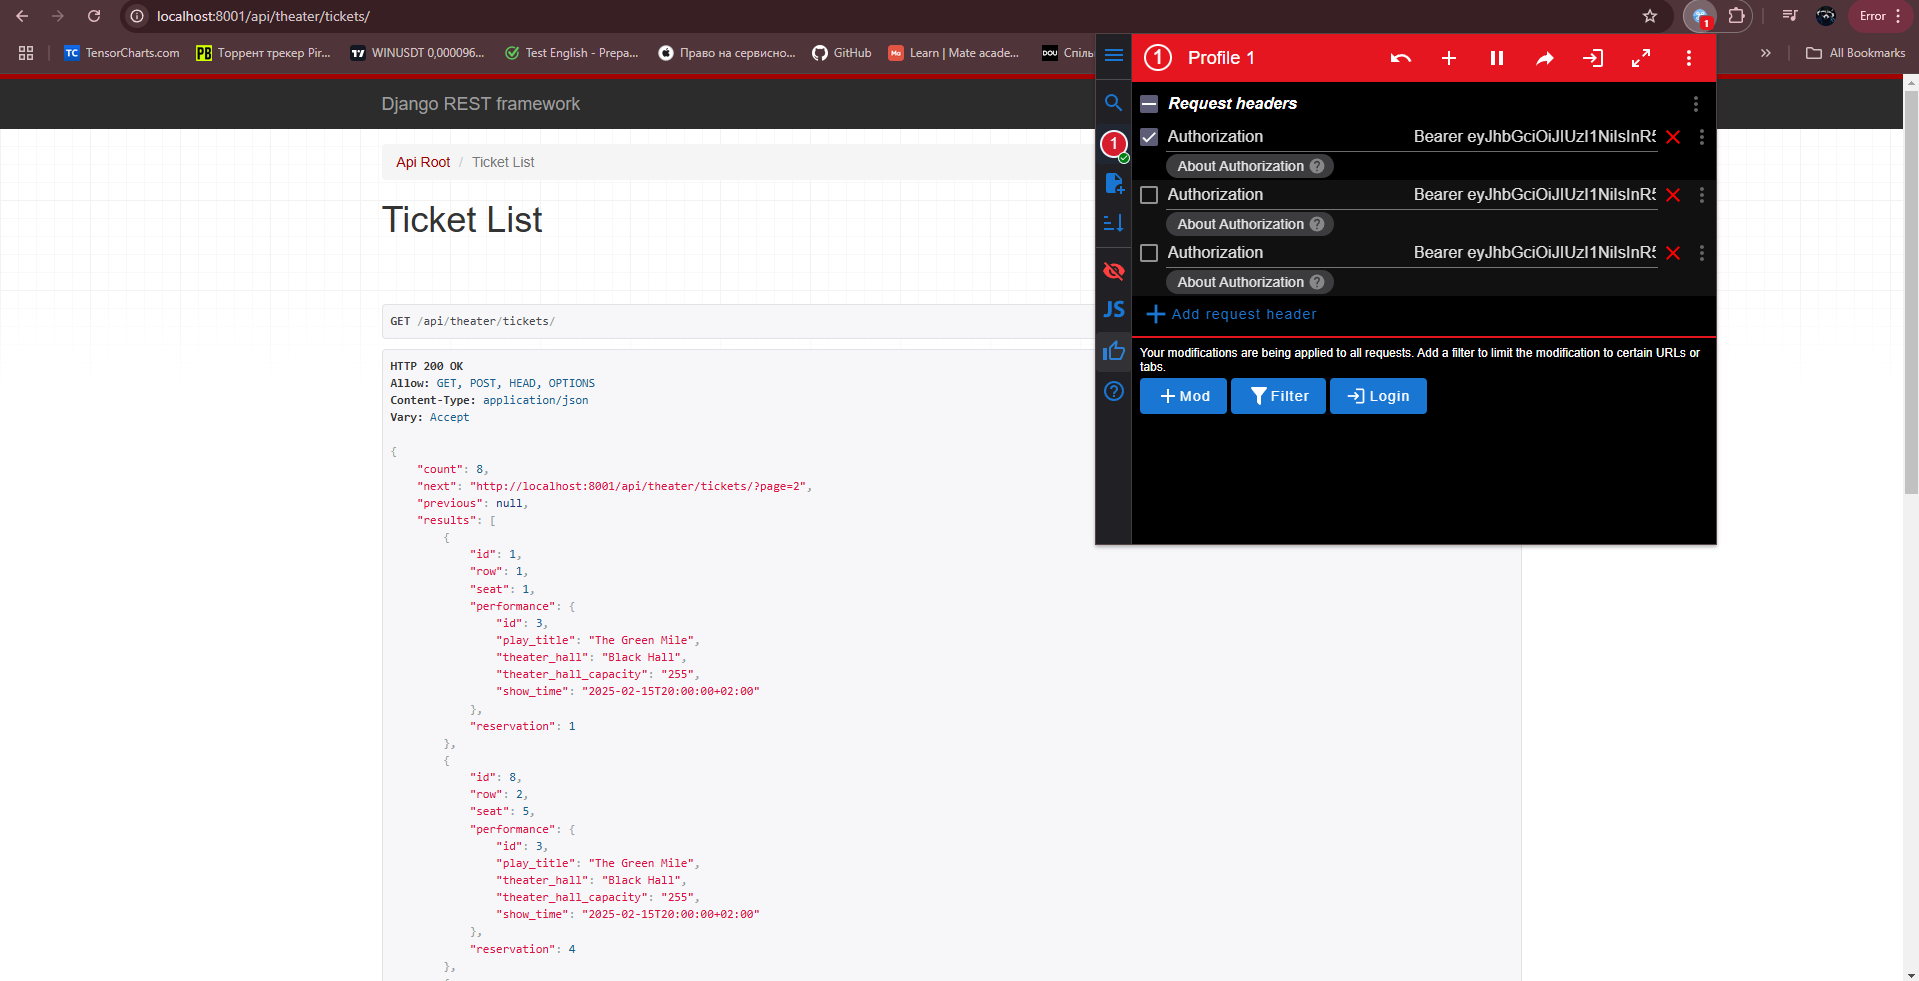 localhost:8001/api/theater/tickets/
1
Error
TC TensorCharts.com
PB Торрент трекер Pir...
WINUSDT 0,000096...
Test English - Prepa...
Право на сервисно...
GitHub
Ma Learn | Mate acade...
DOU Спіль
»
All Bookmarks
Django REST framework
Api Root / Ticket List
Ticket List
GET /api/theater/tickets/
HTTP 200 OK
Allow: GET, POST, HEAD, OPTIONS
Content-Type: application/json
Vary: Accept
{
"count": 8,
"next": "http://localhost:8001/api/theater/tickets/?page=2",
"previous": null,
"results": [
{
"id": 1,
"row": 1,
"seat": 1,
"performance": {
"id": 3,
"play_title": "The Green Mile",
"theater_hall": "Black Hall",
"theater_hall_capacity": "255",
"show_time": "2025-02-15T20:00:00+02:00"
},
"reservation": 1
},
{
"id": 8,
"row": 2,
"seat": 5,
"performance": {
"id": 3,
"play_title": "The Green Mile",
"theater_hall": "Black Hall",
"theater_hall_capacity": "255",
"show_time": "2025-02-15T20:00:00+02:00"
},
"reservation": 4
},
1 Profile 1
1
JS
Request headers
Authorization Bearer eyJhbGciOiJIUzI1NiIsInR5
About Authorization ?
Authorization Bearer eyJhbGciOiJIUzI1NiIsInR5
About Authorization ?
Authorization Bearer eyJhbGciOiJIUzI1NiIsInR5
About Authorization ?
Add request header
Your modifications are being applied to all requests. Add a filter to limit the modification to certain URLs or
tabs.
+ Mod Filter Login